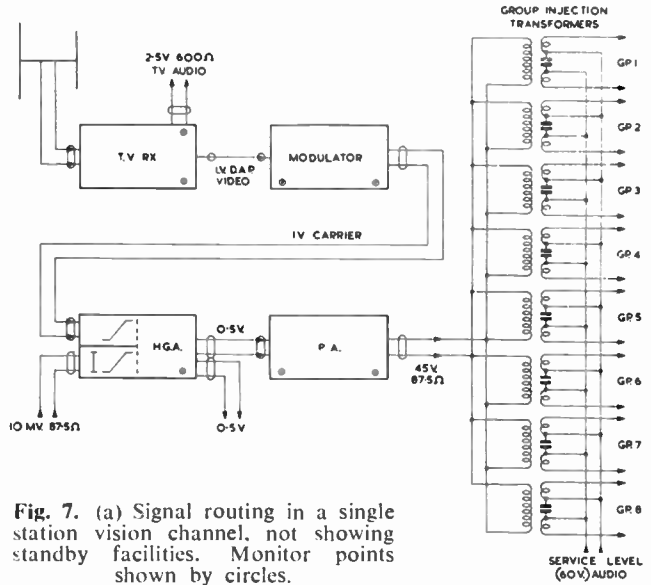 GROUP INJECTION
TRANSFORMERS
2·5V 600Ω
T.V. AUDIO
T.V. RX
I.V. D.A.P.
VIDEO
MODULATOR
1V CARRIER
H.G.A.
0·5V.
P. A.
45V.
87·5Ω
10 MV. 87·5Ω
0·5V.
GP. 1
GP. 2
GP. 3
GP. 4
GP. 5
GP. 6
GP. 7
GP. 8
SERVICE LEVEL
(60V.) AUDIO
Fig. 7. (a) Signal routing in a single
station vision channel, not showing
standby facilities. Monitor points
shown by circles.